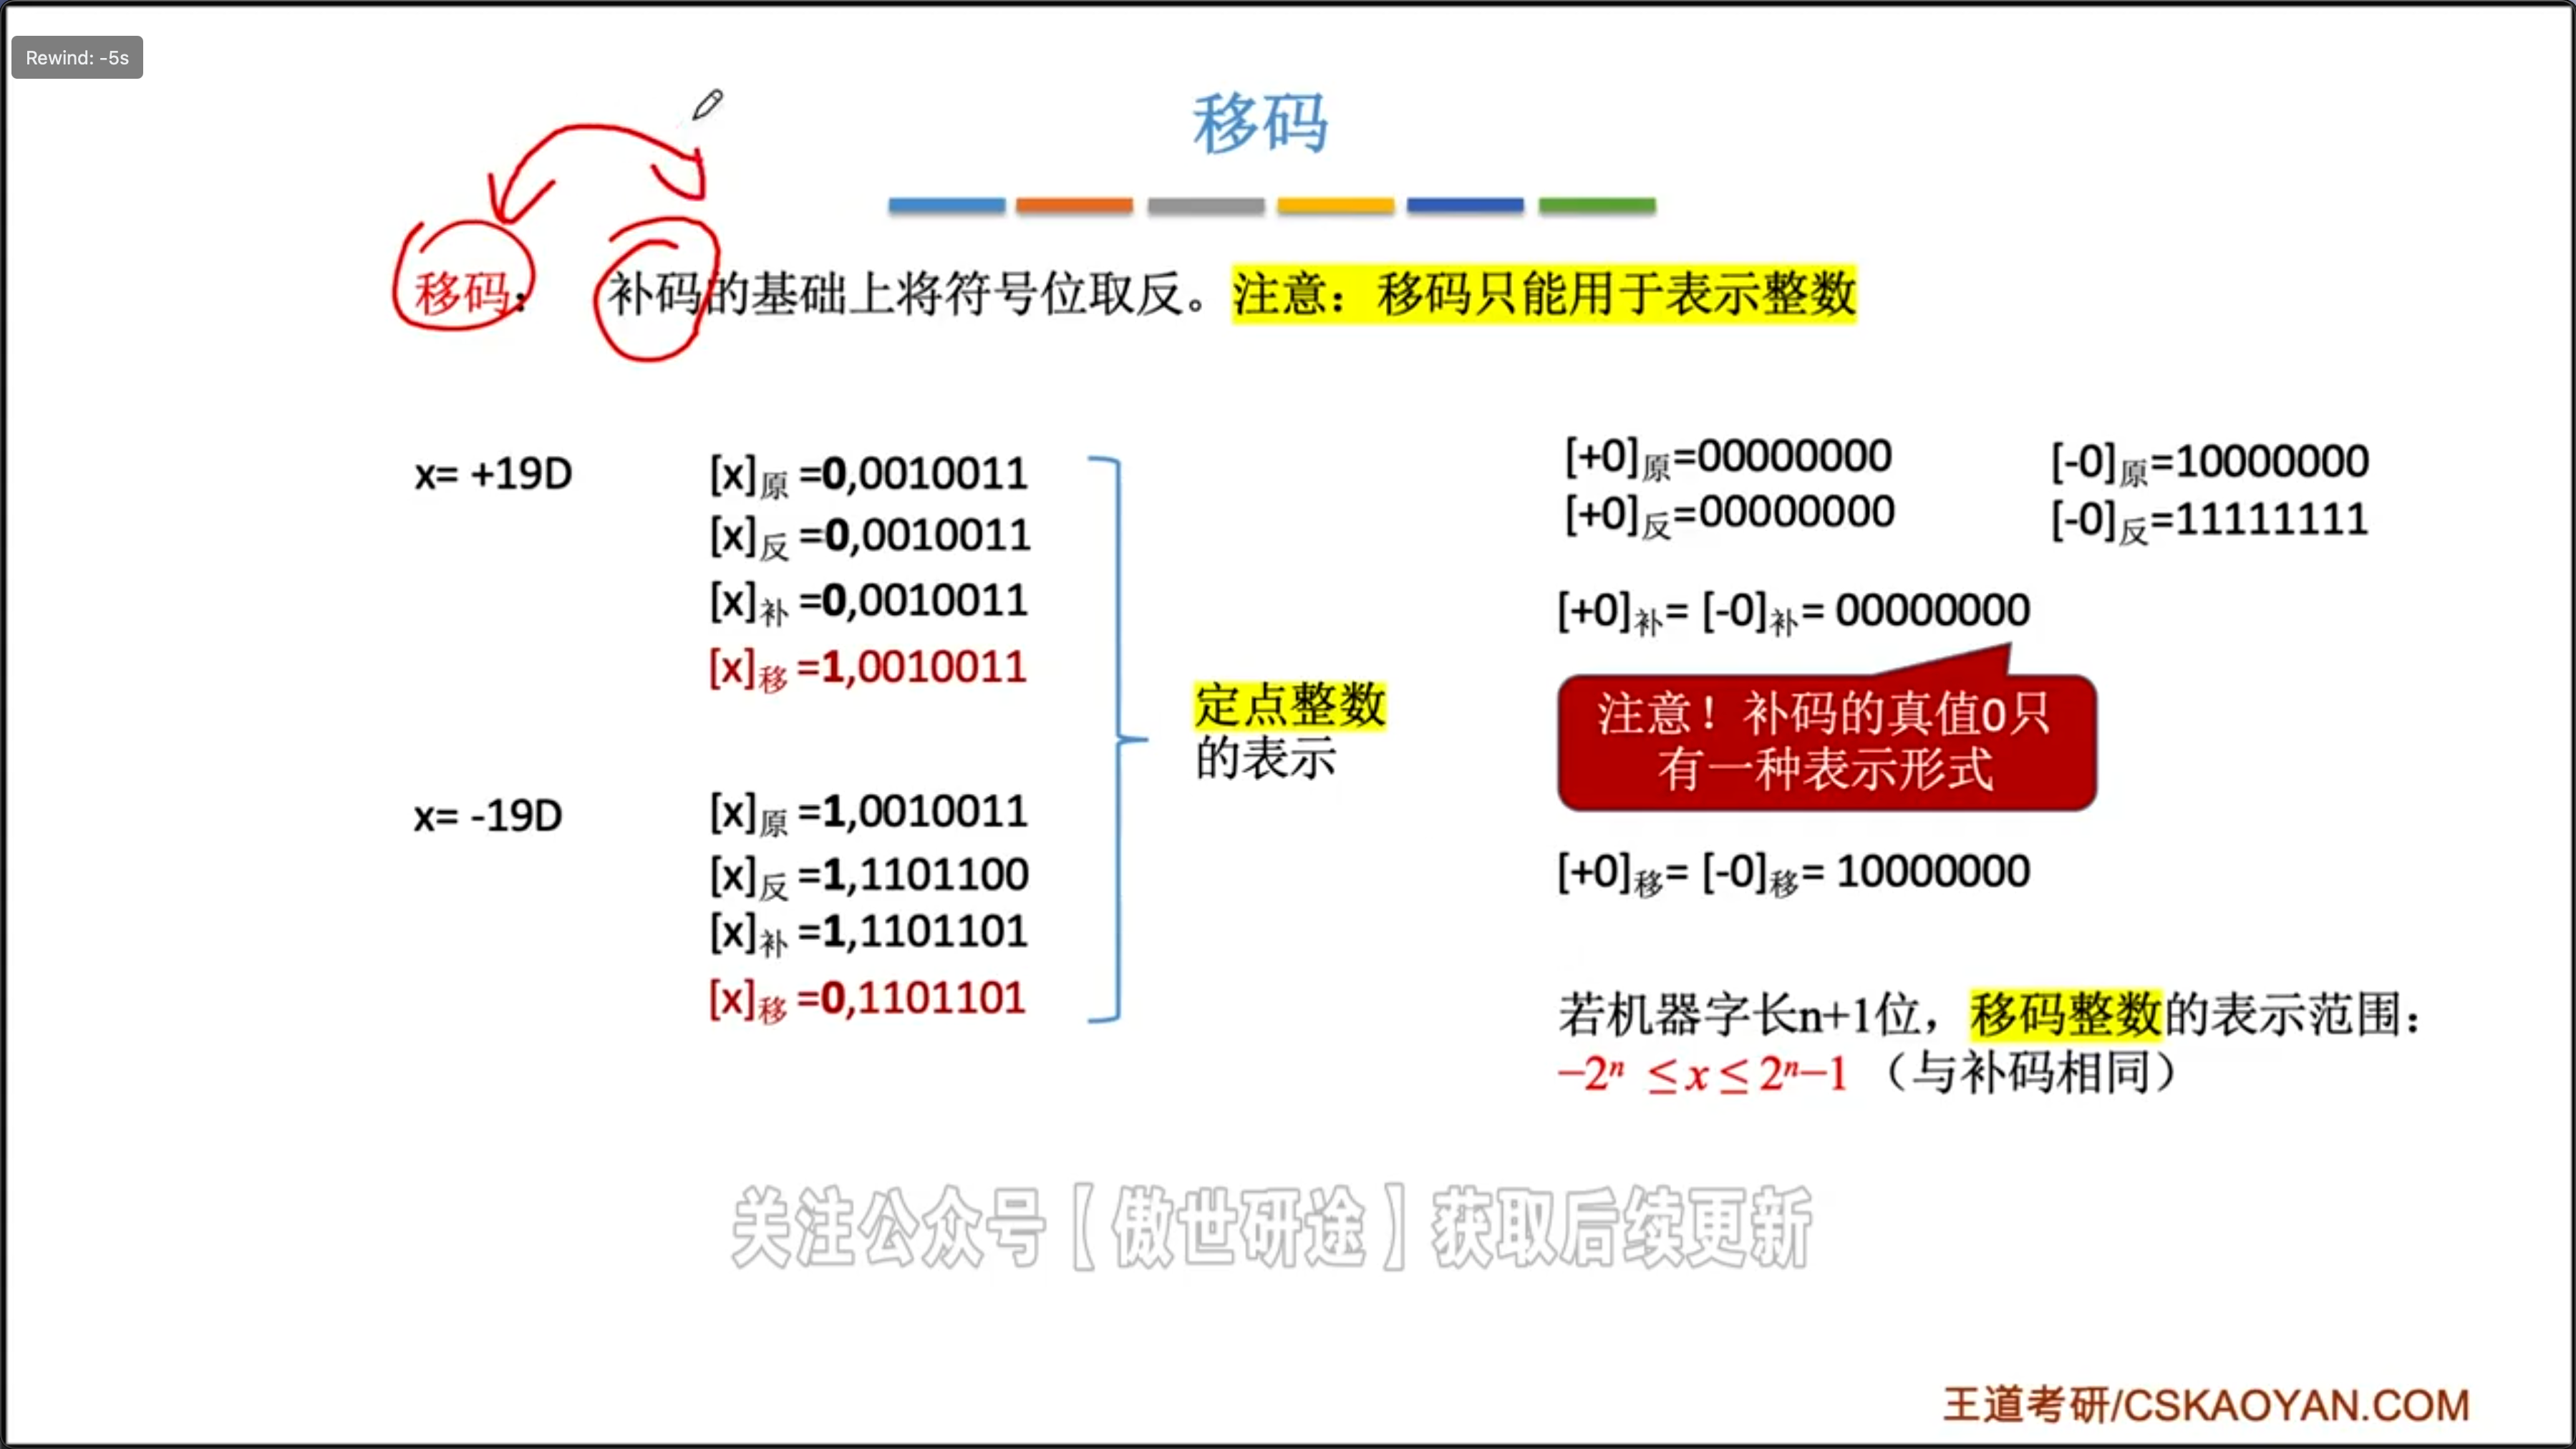 Rewind: -5s
移码
移码： 补码的基础上将符号位取反。注意：移码只能用于表示整数
x= +19D
[x]原 =0,0010011
[x]反 =0,0010011
[x]补 =0,0010011
[x]移 =1,0010011
x= -19D
[x]原 =1,0010011
[x]反 =1,1101100
[x]补 =1,1101101
[x]移 =0,1101101
定点整数
的表示
[+0]原=00000000 [-0]原=10000000
[+0]反=00000000 [-0]反=11111111
[+0]补= [-0]补= 00000000
注意！补码的真值0只
有一种表示形式
[+0]移= [-0]移= 10000000
若机器字长n+1位，移码整数的表示范围：
−2ⁿ ≤ x ≤ 2ⁿ−1 （与补码相同）
关注公众号【傲世研途】获取后续更新
王道考研/CSKAOYAN.COM